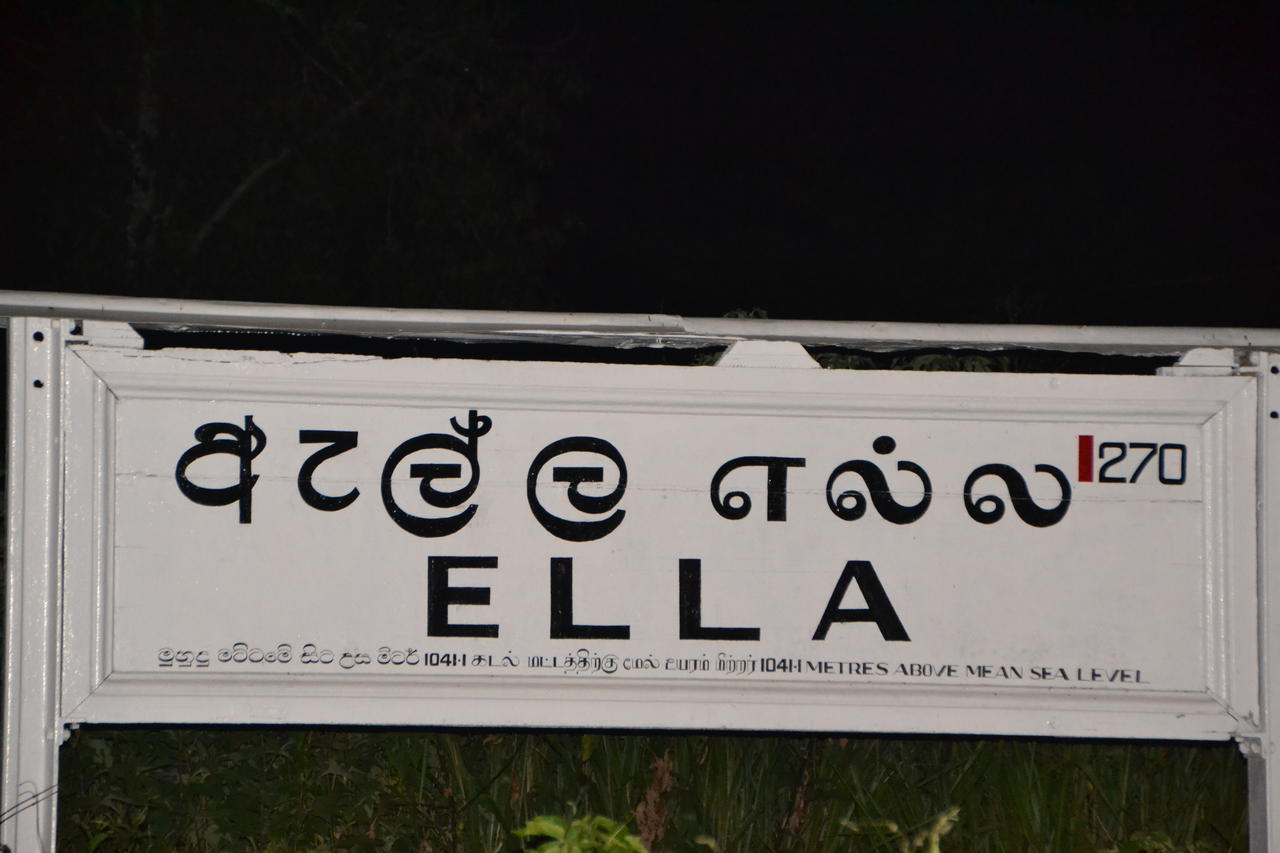 ඇල්ල எல்ல 270
ELLA
මුහුදු මට්ටමේ සිට උස මීටර් 1041·1 கடல் மட்டத்திற்கு மேல் உயரம் மீற்றர் 1041·1 METRES ABOVE MEAN SEA LEVEL